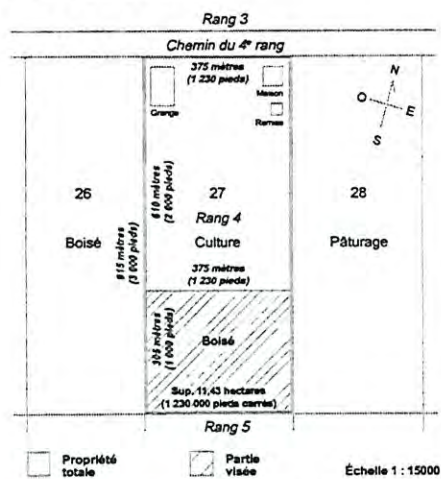 Rang 3
Chemin du 4e rang
375 mètres
(1 230 pieds)
Grange
Maison
Remise
N
O
E
S
26
Boisé
915 mètres
(3 000 pieds)
610 mètres
(2 000 pieds)
27
Rang 4
Culture
28
Pâturage
375 mètres
(1 230 pieds)
305 mètres
(1 000 pieds)
Boisé
Sup. 11,43 hectares
(1 230 000 pieds carrés)
Rang 5
Propriété
totale
Partie
visée
Échelle 1 : 15000